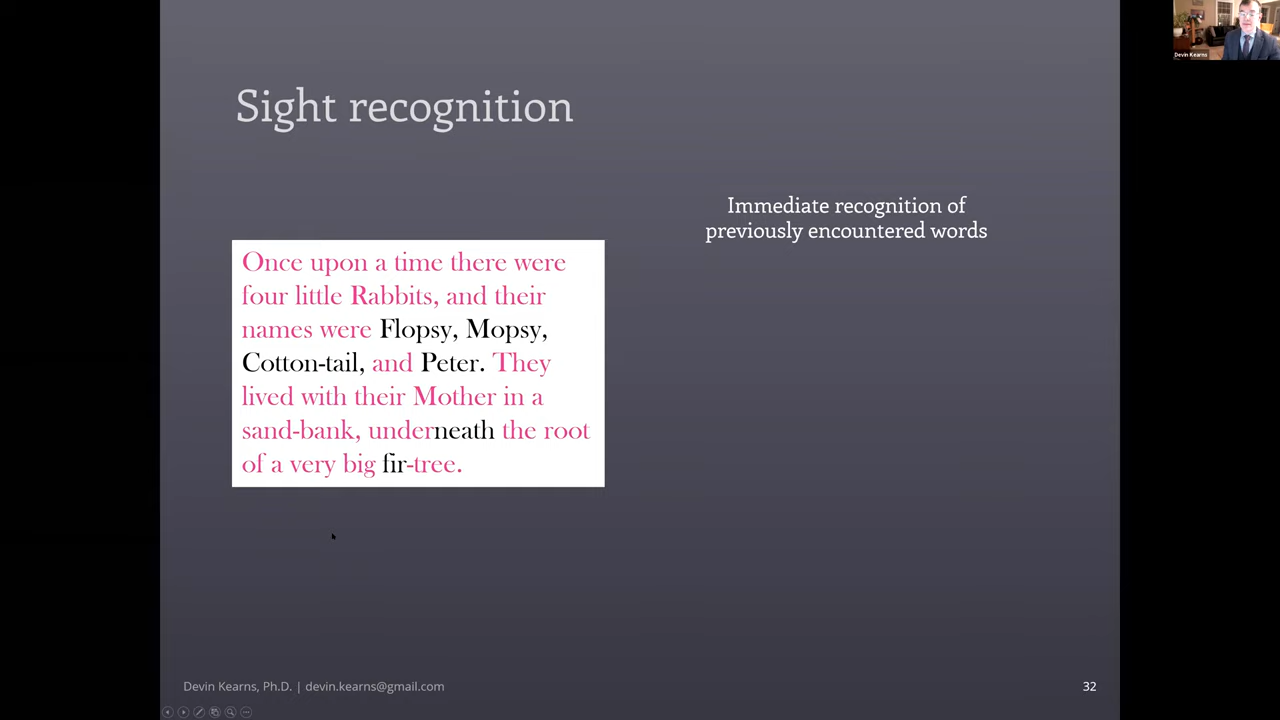 Sight recognition
Immediate recognition of
previously encountered words
Once upon a time there were
four little Rabbits, and their
names were Flopsy, Mopsy,
Cotton-tail, and Peter. They
lived with their Mother in a
sand-bank, underneath the root
of a very big fir-tree.
Devin Kearns, Ph.D. | devin.kearns@gmail.com
32
Devin Kearns